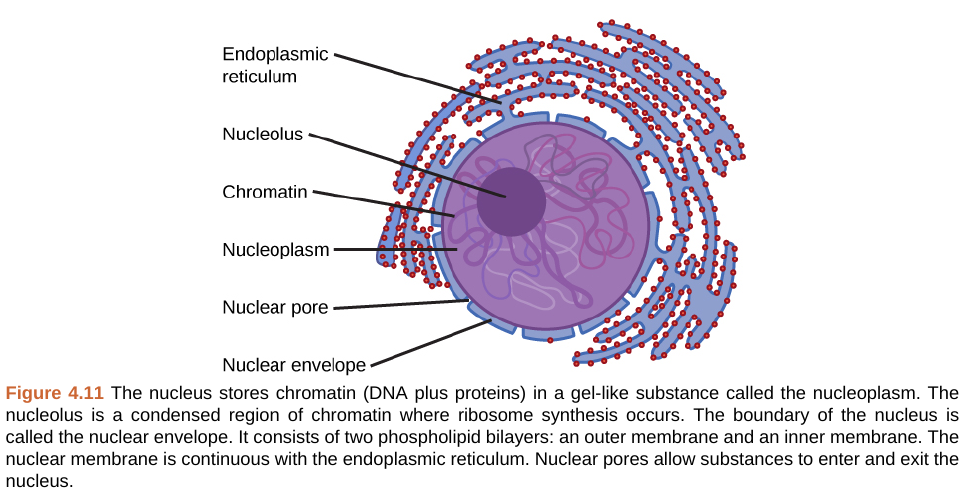 Endoplasmic
reticulum
Nucleolus
Chromatin
Nucleoplasm
Nuclear pore
Nuclear envelope
Figure 4.11 The nucleus stores chromatin (DNA plus proteins) in a gel-like substance called the nucleoplasm. The
nucleolus is a condensed region of chromatin where ribosome synthesis occurs. The boundary of the nucleus is
called the nuclear envelope. It consists of two phospholipid bilayers: an outer membrane and an inner membrane. The
nuclear membrane is continuous with the endoplasmic reticulum. Nuclear pores allow substances to enter and exit the
nucleus.